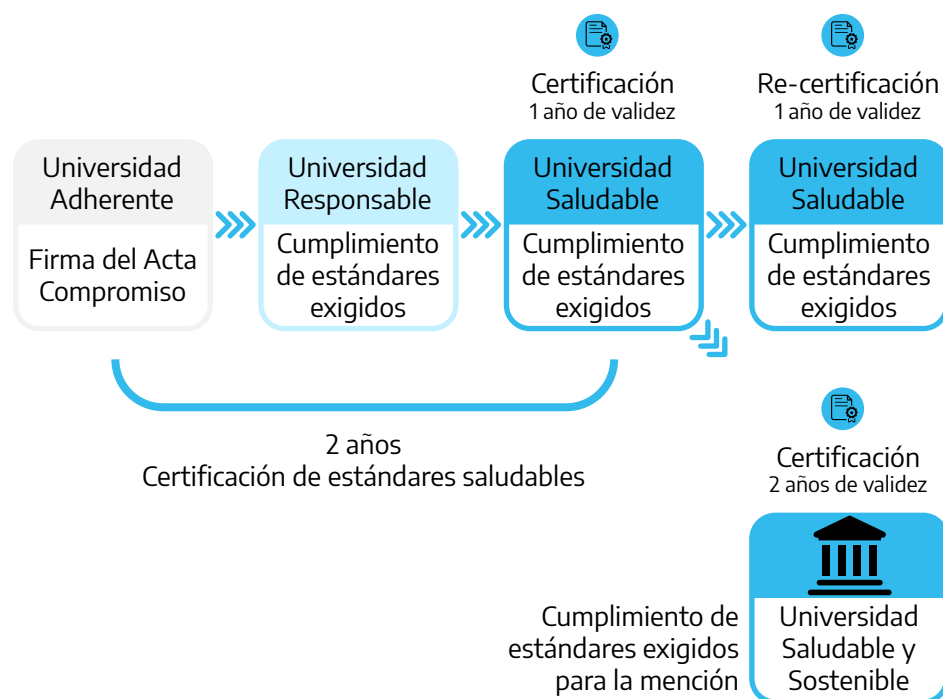 Certificación
1 año de validez
Re-certificación
1 año de validez
Universidad
Adherente
Firma del Acta
Compromiso
Universidad
Responsable
Cumplimiento
de estándares
exigidos
Universidad
Saludable
Cumplimiento
de estándares
exigidos
Universidad
Saludable
Cumplimiento
de estándares
exigidos
2 años
Certificación de estándares saludables
Certificación
2 años de validez
Cumplimiento de
estándares exigidos
para la mención
Universidad
Saludable y
Sostenible